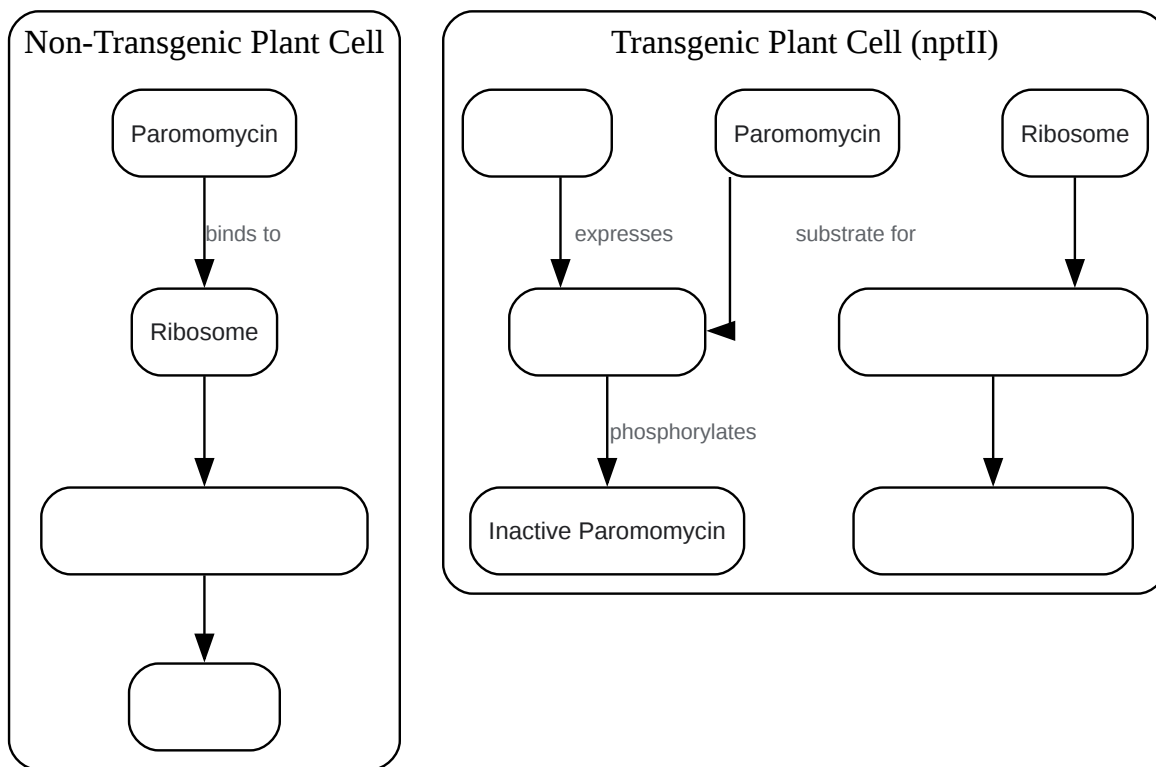 Non-Transgenic Plant Cell
Paromomycin
binds to
Ribosome
Transgenic Plant Cell (nptII)
Paromomycin
Ribosome
expresses
substrate for
phosphorylates
Inactive Paromomycin